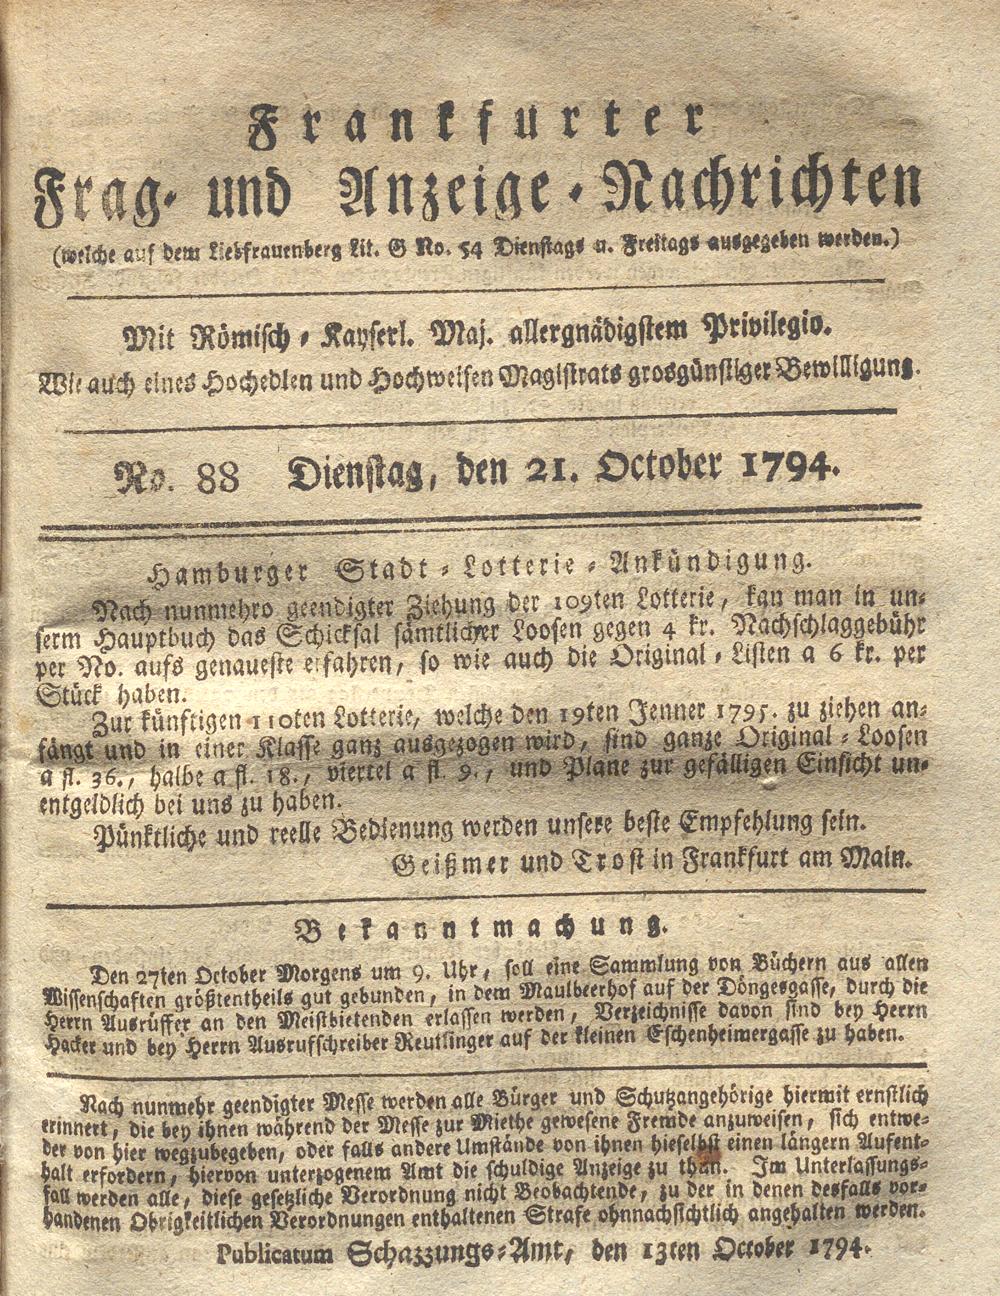 Frankfurter
Frag- und Anzeige-Nachrichten
(welche auf dem Liebfrauenberg Lit. G No. 54 Dienstags u. Freitags ausgegeben werden.)
Mit Römisch-Kayserl. Maj. allergnädigstem Privilegio.
Wie auch eines Hochedlen und Hochweisen Magistrats grosgünstiger Bewilligung.
No. 88 Dienstag, den 21. October 1794.
Hamburger Stadt-Lotterie-Ankündigung.
Nach nunmehro geendigter Ziehung der 109ten Lotterie, kan man in un-
serm Hauptbuch das Schicksal sämtlicher Loosen gegen 4 kr. Nachschlaggebühr
per No. aufs genaueste erfahren, so wie auch die Original-Listen a 6 kr. per
Stück haben.
Zur künftigen 110ten Lotterie, welche den 19ten Jenner 1795. zu ziehen an-
fängt und in einer Klasse ganz ausgezogen wird, sind ganze Original-Loosen
a fl. 36., halbe a fl. 18., viertel a fl. 9., und Plane zur gefälligen Einsicht un-
entgeldlich bei uns zu haben.
Pünktliche und reelle Bedienung werden unsere beste Empfehlung sein.
Geißmer und Trost in Frankfurt am Main.
Bekanntmachung.
Den 27ten October Morgens um 9. Uhr, soll eine Sammlung von Büchern aus allen
Wissenschaften größtentheils gut gebunden, in dem Maulbeerhof auf der Döngesgasse, durch die
Herrn Ausrüffer an den Meistbietenden erlassen werden, Verzeichnisse davon sind bey Herrn
Hacker und bey Herrn Ausrufschreiber Reutlinger auf der kleinen Eschenheimergasse zu haben.
Nach nunmehr geendigter Messe werden alle Bürger und Schutzangehörige hiermit ernstlich
erinnert, die bey ihnen während der Messe zur Miethe gewesene Fremde anzuweisen, sich entwe-
der von hier wegzubegeben, oder falls andere Umstände von ihnen hieselbst einen längern Aufent-
halt erfordern, hiervon unterzogenem Amt die schuldige Anzeige zu thun. Im Unterlassungs-
fall werden alle, diese gesetzliche Verordnung nicht Beobachtende, zu der in denen desfalls vor-
handenen Obrigkeitlichen Verordnungen enthaltenen Strafe ohnnachsichtlich angehalten werden.
Publicatum Schazzungs-Amt, den 13ten October 1794.